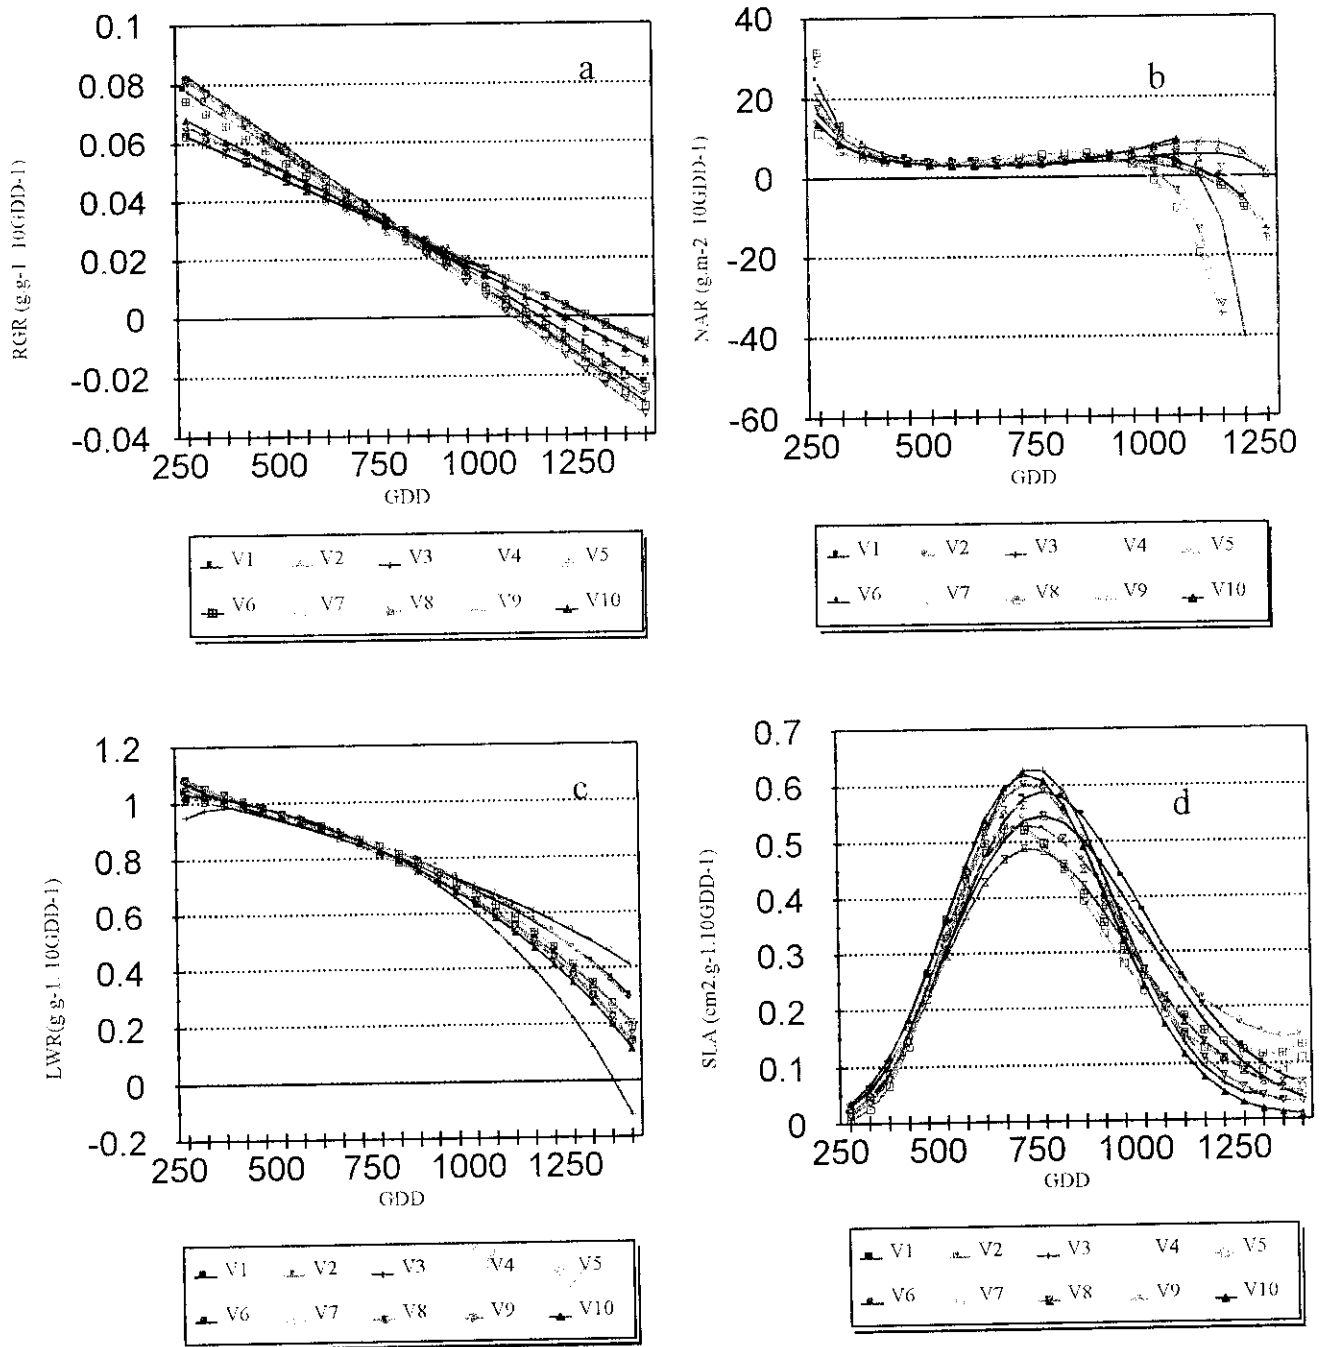 a
0.1
0.08
0.06
0.04
0.02
0
-0.02
-0.04
RGR (g.g-1 10GDD-1)
250 500 750 1000 1250
GDD
V1 V2 V3 V4 V5
V6 V7 V8 V9 V10
b
40
20
0
-20
-40
-60
NAR (g.m-2 10GDD-1)
250 500 750 1000 1250
GDD
V1 V2 V3 V4 V5
V6 V7 V8 V9 V10
c
1.2
1
0.8
0.6
0.4
0.2
0
-0.2
LWR(g g-1. 10GDD-1)
250 500 750 1000 1250
GDD
V1 V2 V3 V4 V5
V6 V7 V8 V9 V10
d
0.7
0.6
0.5
0.4
0.3
0.2
0.1
0
SLA (cm2.g-1.10GDD-1)
250 500 750 1000 1250
GDD
V1 V2 V3 V4 V5
V6 V7 V8 V9 V10